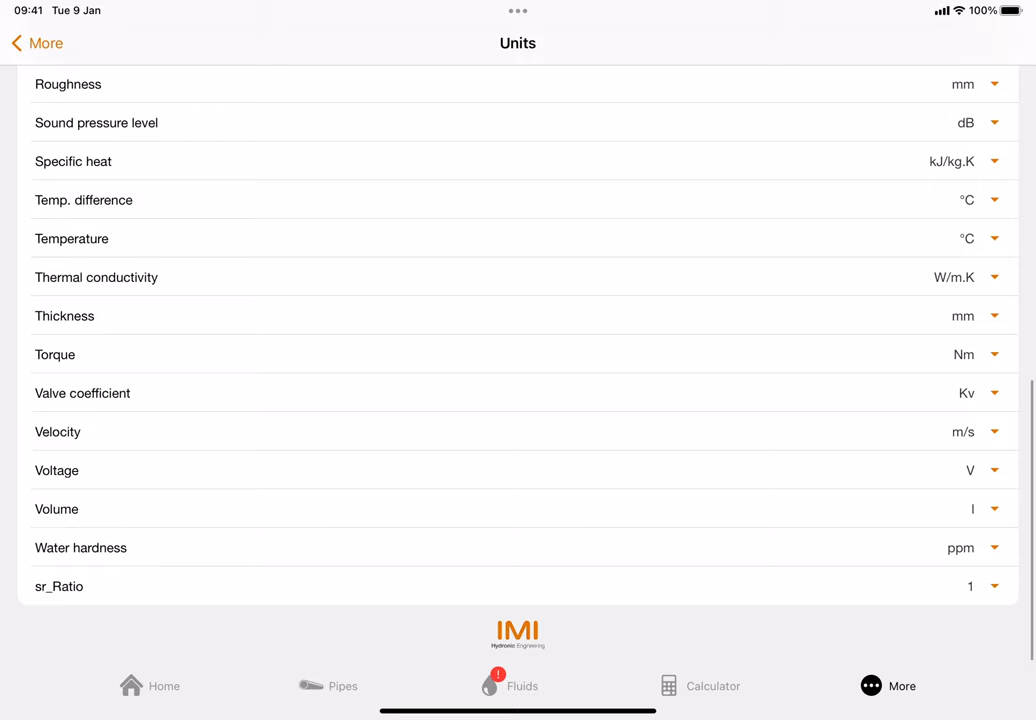 09:41 Tue 9 Jan
100%
More
Units
Roughness mm
Sound pressure level dB
Specific heat kJ/kg.K
Temp. difference °C
Temperature °C
Thermal conductivity W/m.K
Thickness mm
Torque Nm
Valve coefficient Kv
Velocity m/s
Voltage V
Volume l
Water hardness ppm
sr_Ratio 1
IMI
Hydronic Engineering
Home
Pipes
!
Fluids
Calculator
More